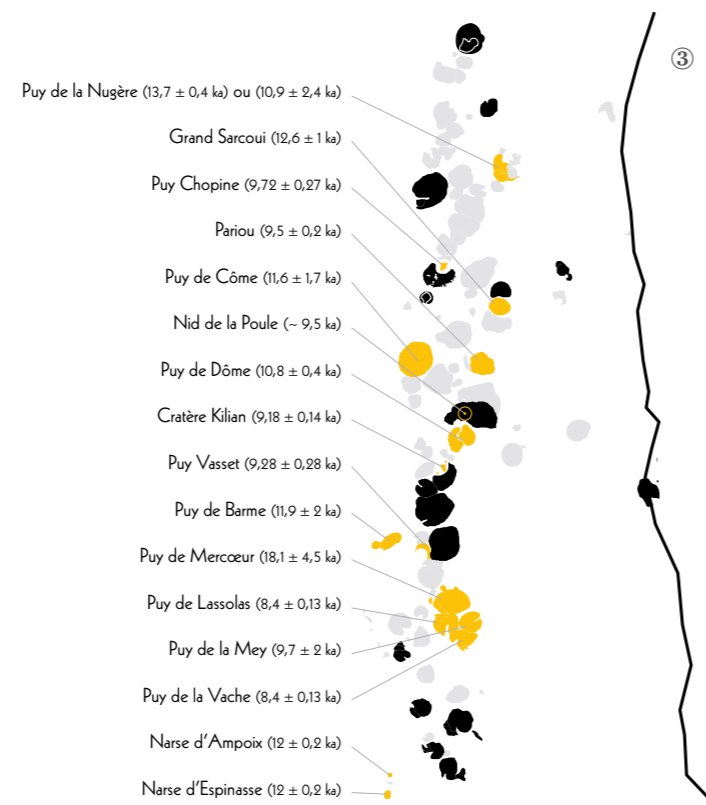 ③
Puy de la Nugère (13,7 ± 0,4 ka) ou (10,9 ± 2,4 ka)
Grand Sarcoui (12,6 ± 1 ka)
Puy Chopine (9,72 ± 0,27 ka)
Pariou (9,5 ± 0,2 ka)
Puy de Côme (11,6 ± 1,7 ka)
Nid de la Poule (~ 9,5 ka)
Puy de Dôme (10,8 ± 0,4 ka)
Cratère Kilian (9,18 ± 0,14 ka)
Puy Vasset (9,28 ± 0,28 ka)
Puy de Barme (11,9 ± 2 ka)
Puy de Mercœur (18,1 ± 4,5 ka)
Puy de Lassolas (8,4 ± 0,13 ka)
Puy de la Mey (9,7 ± 2 ka)
Puy de la Vache (8,4 ± 0,13 ka)
Narse d'Ampoix (12 ± 0,2 ka)
Narse d'Espinasse (12 ± 0,2 ka)